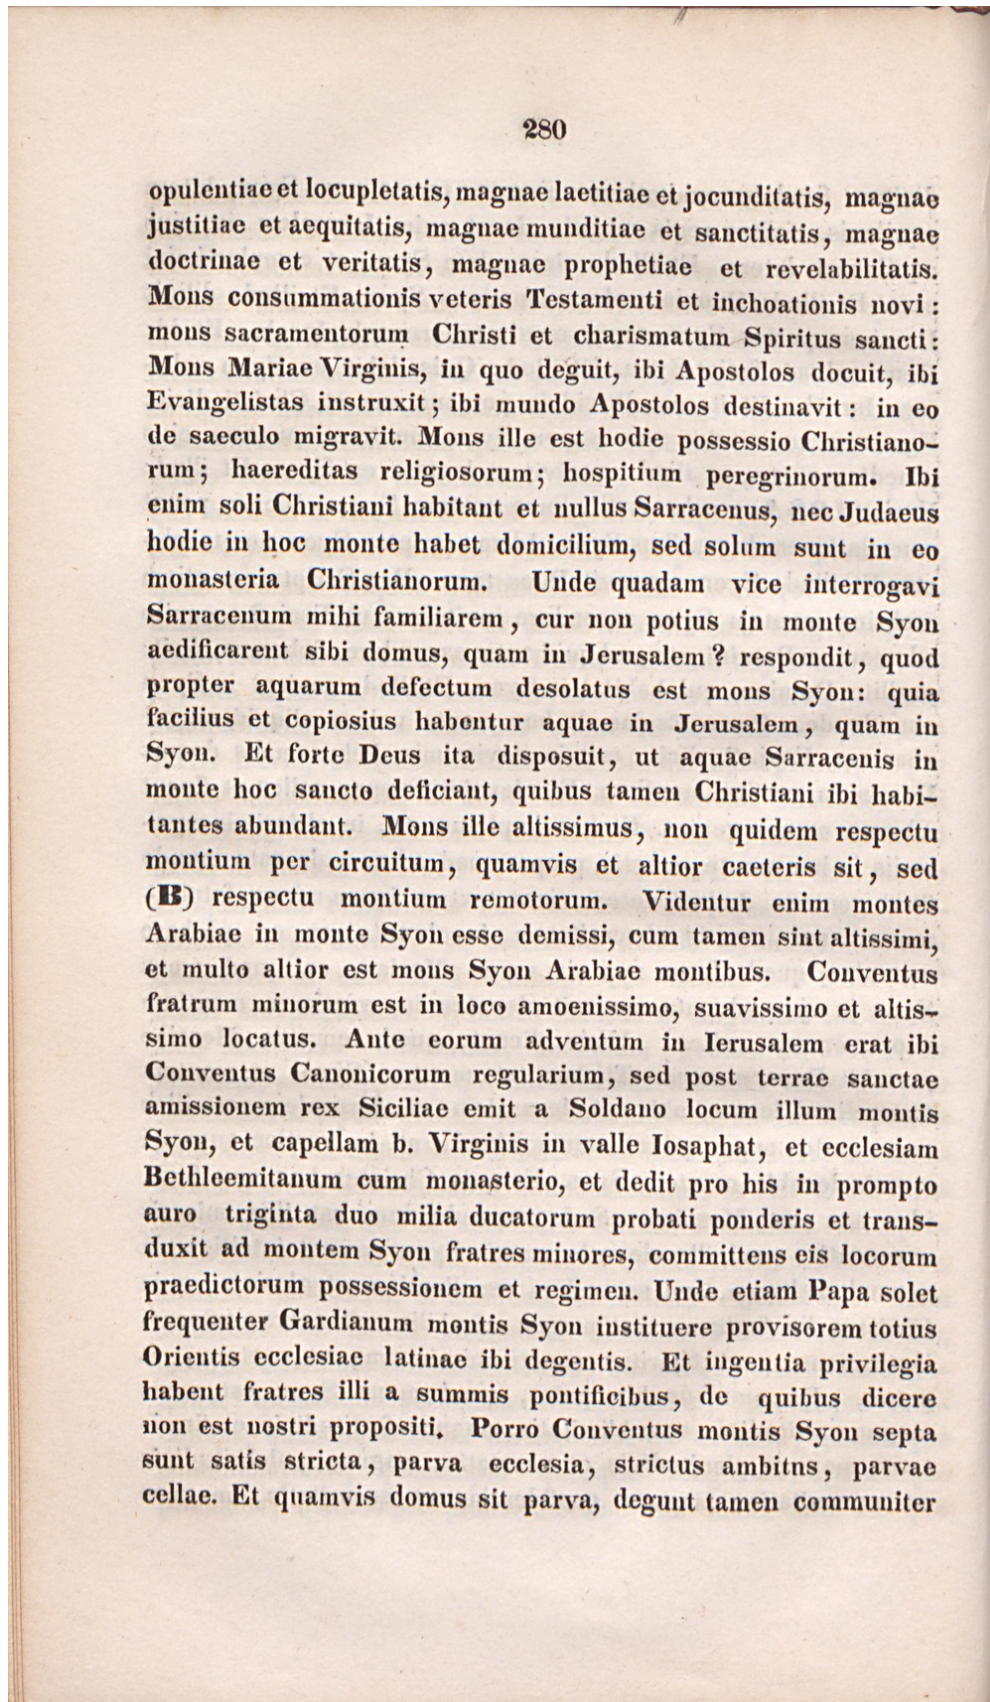 280
opulentiae et locupletatis, magnae laetitiae et jocunditatis, magnae
justitiae et aequitatis, magnae munditiae et sanctitatis, magnae
doctrinae et veritatis, magnae prophetiae et revelabilitatis.
Mons consummationis veteris Testamenti et inchoationis novi :
mons sacramentorum Christi et charismatum Spiritus sancti:
Mons Mariae Virginis, in quo deguit, ibi Apostolos docuit, ibi
Evangelistas instruxit ; ibi mundo Apostolos destinavit : in eo
de saeculo migravit. Mons ille est hodie possessio Christiano-
rum; haereditas religiosorum; hospitium peregrinorum. Ibi
enim soli Christiani habitant et nullus Sarracenus, nec Judaeus
hodie in hoc monte habet domicilium, sed solum sunt in eo
monasteria Christianorum. Unde quadam vice interrogavi
Sarracenum mihi familiarem , cur non potius in monte Syon
aedificarent sibi domus, quam in Jerusalem ? respondit, quod
propter aquarum defectum desolatus est mons Syon: quia
facilius et copiosius habentur aquae in Jerusalem , quam in
Syon. Et forte Deus ita disposuit, ut aquae Sarracenis in
monte hoc sancto deficiant, quibus tamen Christiani ibi habi-
tantes abundant. Mons ille altissimus, non quidem respectu
montium per circuitum, quamvis et altior caeteris sit, sed
(B) respectu montium remotorum. Videntur enim montes
Arabiae in monte Syon esse demissi, cum tamen sint altissimi,
et multo altior est mons Syon Arabiae montibus. Conventus
fratrum minorum est in loco amoenissimo, suavissimo et altis-
simo locatus. Ante eorum adventum in Ierusalem erat ibi
Conventus Canonicorum regularium, sed post terrae sanctae
amissionem rex Siciliae emit a Soldano locum illum montis
Syon, et capellam b. Virginis in valle Iosaphat, et ecclesiam
Bethleemitanum cum monasterio, et dedit pro his in prompto
auro triginta duo milia ducatorum probati ponderis et trans-
duxit ad montem Syon fratres minores, committens eis locorum
praedictorum possessionem et regimen. Unde etiam Papa solet
frequenter Gardianum montis Syon instituere provisorem totius
Orientis ecclesiae latinae ibi degentis. Et ingentia privilegia
habent fratres illi a summis pontificibus, de quibus dicere
non est nostri propositi. Porro Conventus montis Syon septa
sunt satis stricta, parva ecclesia, strictus ambitns, parvae
cellae. Et quamvis domus sit parva, degunt tamen communiter